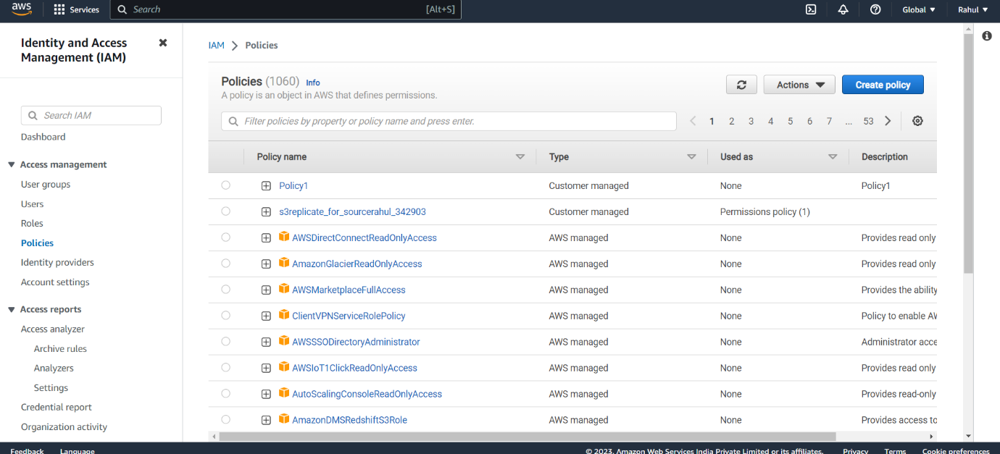 aws Services Search [Alt+S] Global Rahul
Identity and Access
Management (IAM)
Search IAM
Dashboard
Access management
User groups
Users
Roles
Policies
Identity providers
Account settings
Access reports
Access analyzer
Archive rules
Analyzers
Settings
Credential report
Organization activity
IAM > Policies
Policies (1060) Info
A policy is an object in AWS that defines permissions.
Actions Create policy
Filter policies by property or policy name and press enter.
< 1 2 3 4 5 6 7 ... 53 >
Policy name Type Used as Description
Policy1 Customer managed None Policy1
s3replicate_for_sourcerahul_342903 Customer managed Permissions policy (1)
AWSDirectConnectReadOnlyAccess AWS managed None Provides read only
AmazonGlacierReadOnlyAccess AWS managed None Provides read only
AWSMarketplaceFullAccess AWS managed None Provides the ability
ClientVPNServiceRolePolicy AWS managed None Policy to enable AW
AWSSSODirectoryAdministrator AWS managed None Administrator acce
AWSIoT1ClickReadOnlyAccess AWS managed None Provides read only
AutoScalingConsoleReadOnlyAccess AWS managed None Provides read-only
AmazonDMSRedshiftS3Role AWS managed None Provides access to
Feedback Language © 2023, Amazon Web Services India Private Limited or its affiliates. Privacy Terms Cookie preferences